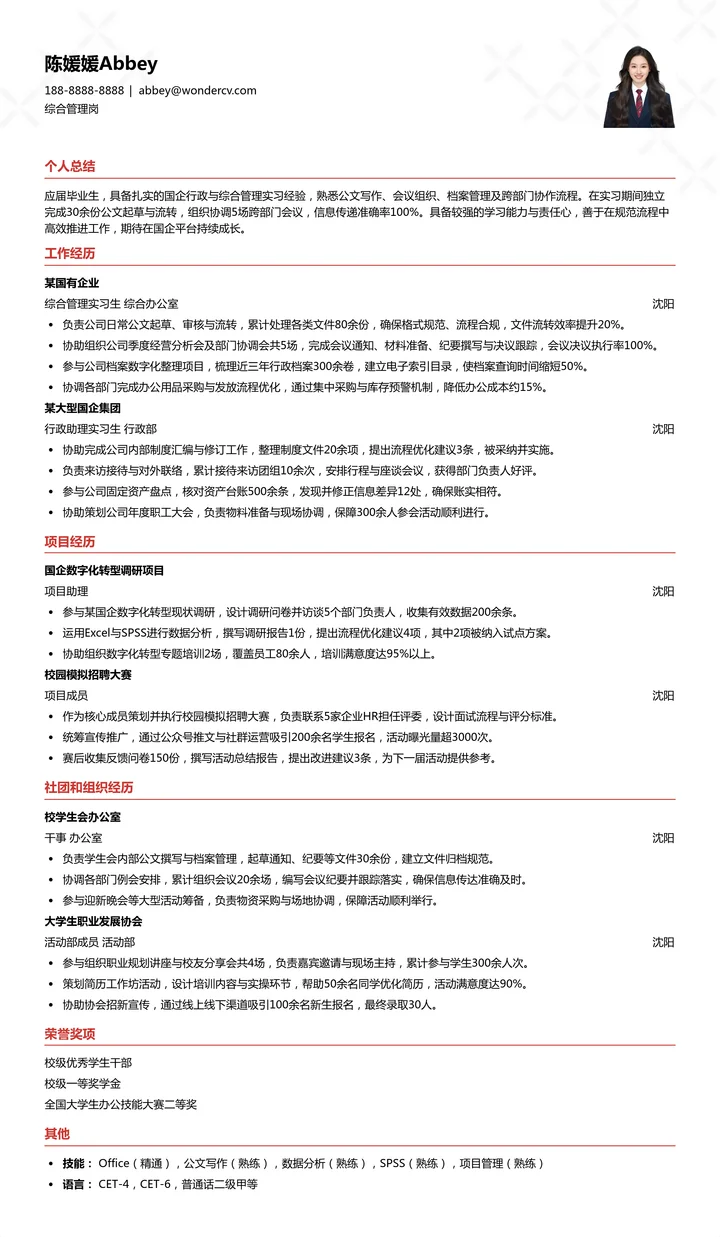 陈媛媛Abbey
188-8888-8888 | abbey@wondercv.com
综合管理岗
个人总结
应届毕业生，具备扎实的国企行政与综合管理实习经验，熟悉公文写作、会议组织、档案管理及跨部门协作流程。在实习期间独立
完成30余份公文起草与流转，组织协调5场跨部门会议，信息传递准确率100%。具备较强的学习能力与责任心，善于在规范流程中
高效推进工作，期待在国企平台持续成长。
工作经历
某国有企业
综合管理实习生 综合办公室 沈阳
• 负责公司日常公文起草、审核与流转，累计处理各类文件80余份，确保格式规范、流程合规，文件流转效率提升20%。
• 协助组织公司季度经营分析会及部门协调会共5场，完成会议通知、材料准备、纪要撰写与决议跟踪，会议决议执行率100%。
• 参与公司档案数字化整理项目，梳理近三年行政档案300余卷，建立电子索引目录，使档案查询时间缩短50%。
• 协调各部门完成办公用品采购与发放流程优化，通过集中采购与库存预警机制，降低办公成本约15%。
某大型国企集团
行政助理实习生 行政部 沈阳
• 协助完成公司内部制度汇编与修订工作，整理制度文件20余项，提出流程优化建议3条，被采纳并实施。
• 负责来访接待与对外联络，累计接待来访团组10余次，安排行程与座谈会议，获得部门负责人好评。
• 参与公司固定资产盘点，核对资产台账500余条，发现并修正信息差异12处，确保账实相符。
• 协助策划公司年度职工大会，负责物料准备与现场协调，保障300余人参会活动顺利进行。
项目经历
国企数字化转型调研项目
项目助理 沈阳
• 参与某国企数字化转型现状调研，设计调研问卷并访谈5个部门负责人，收集有效数据200余条。
• 运用Excel与SPSS进行数据分析，撰写调研报告1份，提出流程优化建议4项，其中2项被纳入试点方案。
• 协助组织数字化转型专题培训2场，覆盖员工80余人，培训满意度达95%以上。
校园模拟招聘大赛
项目成员 沈阳
• 作为核心成员策划并执行校园模拟招聘大赛，负责联系5家企业HR担任评委，设计面试流程与评分标准。
• 统筹宣传推广，通过公众号推文与社群运营吸引200余名学生报名，活动曝光量超3000次。
• 赛后收集反馈问卷150份，撰写活动总结报告，提出改进建议3条，为下一届活动提供参考。
社团和组织经历
校学生会办公室
干事 办公室 沈阳
• 负责学生会内部公文撰写与档案管理，起草通知、纪要等文件30余份，建立文件归档规范。
• 协调各部门例会安排，累计组织会议20余场，编写会议纪要并跟踪落实，确保信息传达准确及时。
• 参与迎新晚会等大型活动筹备，负责物资采购与场地协调，保障活动顺利举行。
大学生职业发展协会
活动部成员 活动部 沈阳
• 参与组织职业规划讲座与校友分享会共4场，负责嘉宾邀请与现场主持，累计参与学生300余人次。
• 策划简历工作坊活动，设计培训内容与实操环节，帮助50余名同学优化简历，活动满意度达90%。
• 协助协会招新宣传，通过线上线下渠道吸引100余名新生报名，最终录取30人。
荣誉奖项
校级优秀学生干部
校级一等奖学金
全国大学生办公技能大赛二等奖
其他
• 技能： Office（精通），公文写作（熟练），数据分析（熟练），SPSS（熟练），项目管理（熟练）
• 语言： CET-4，CET-6，普通话二级甲等